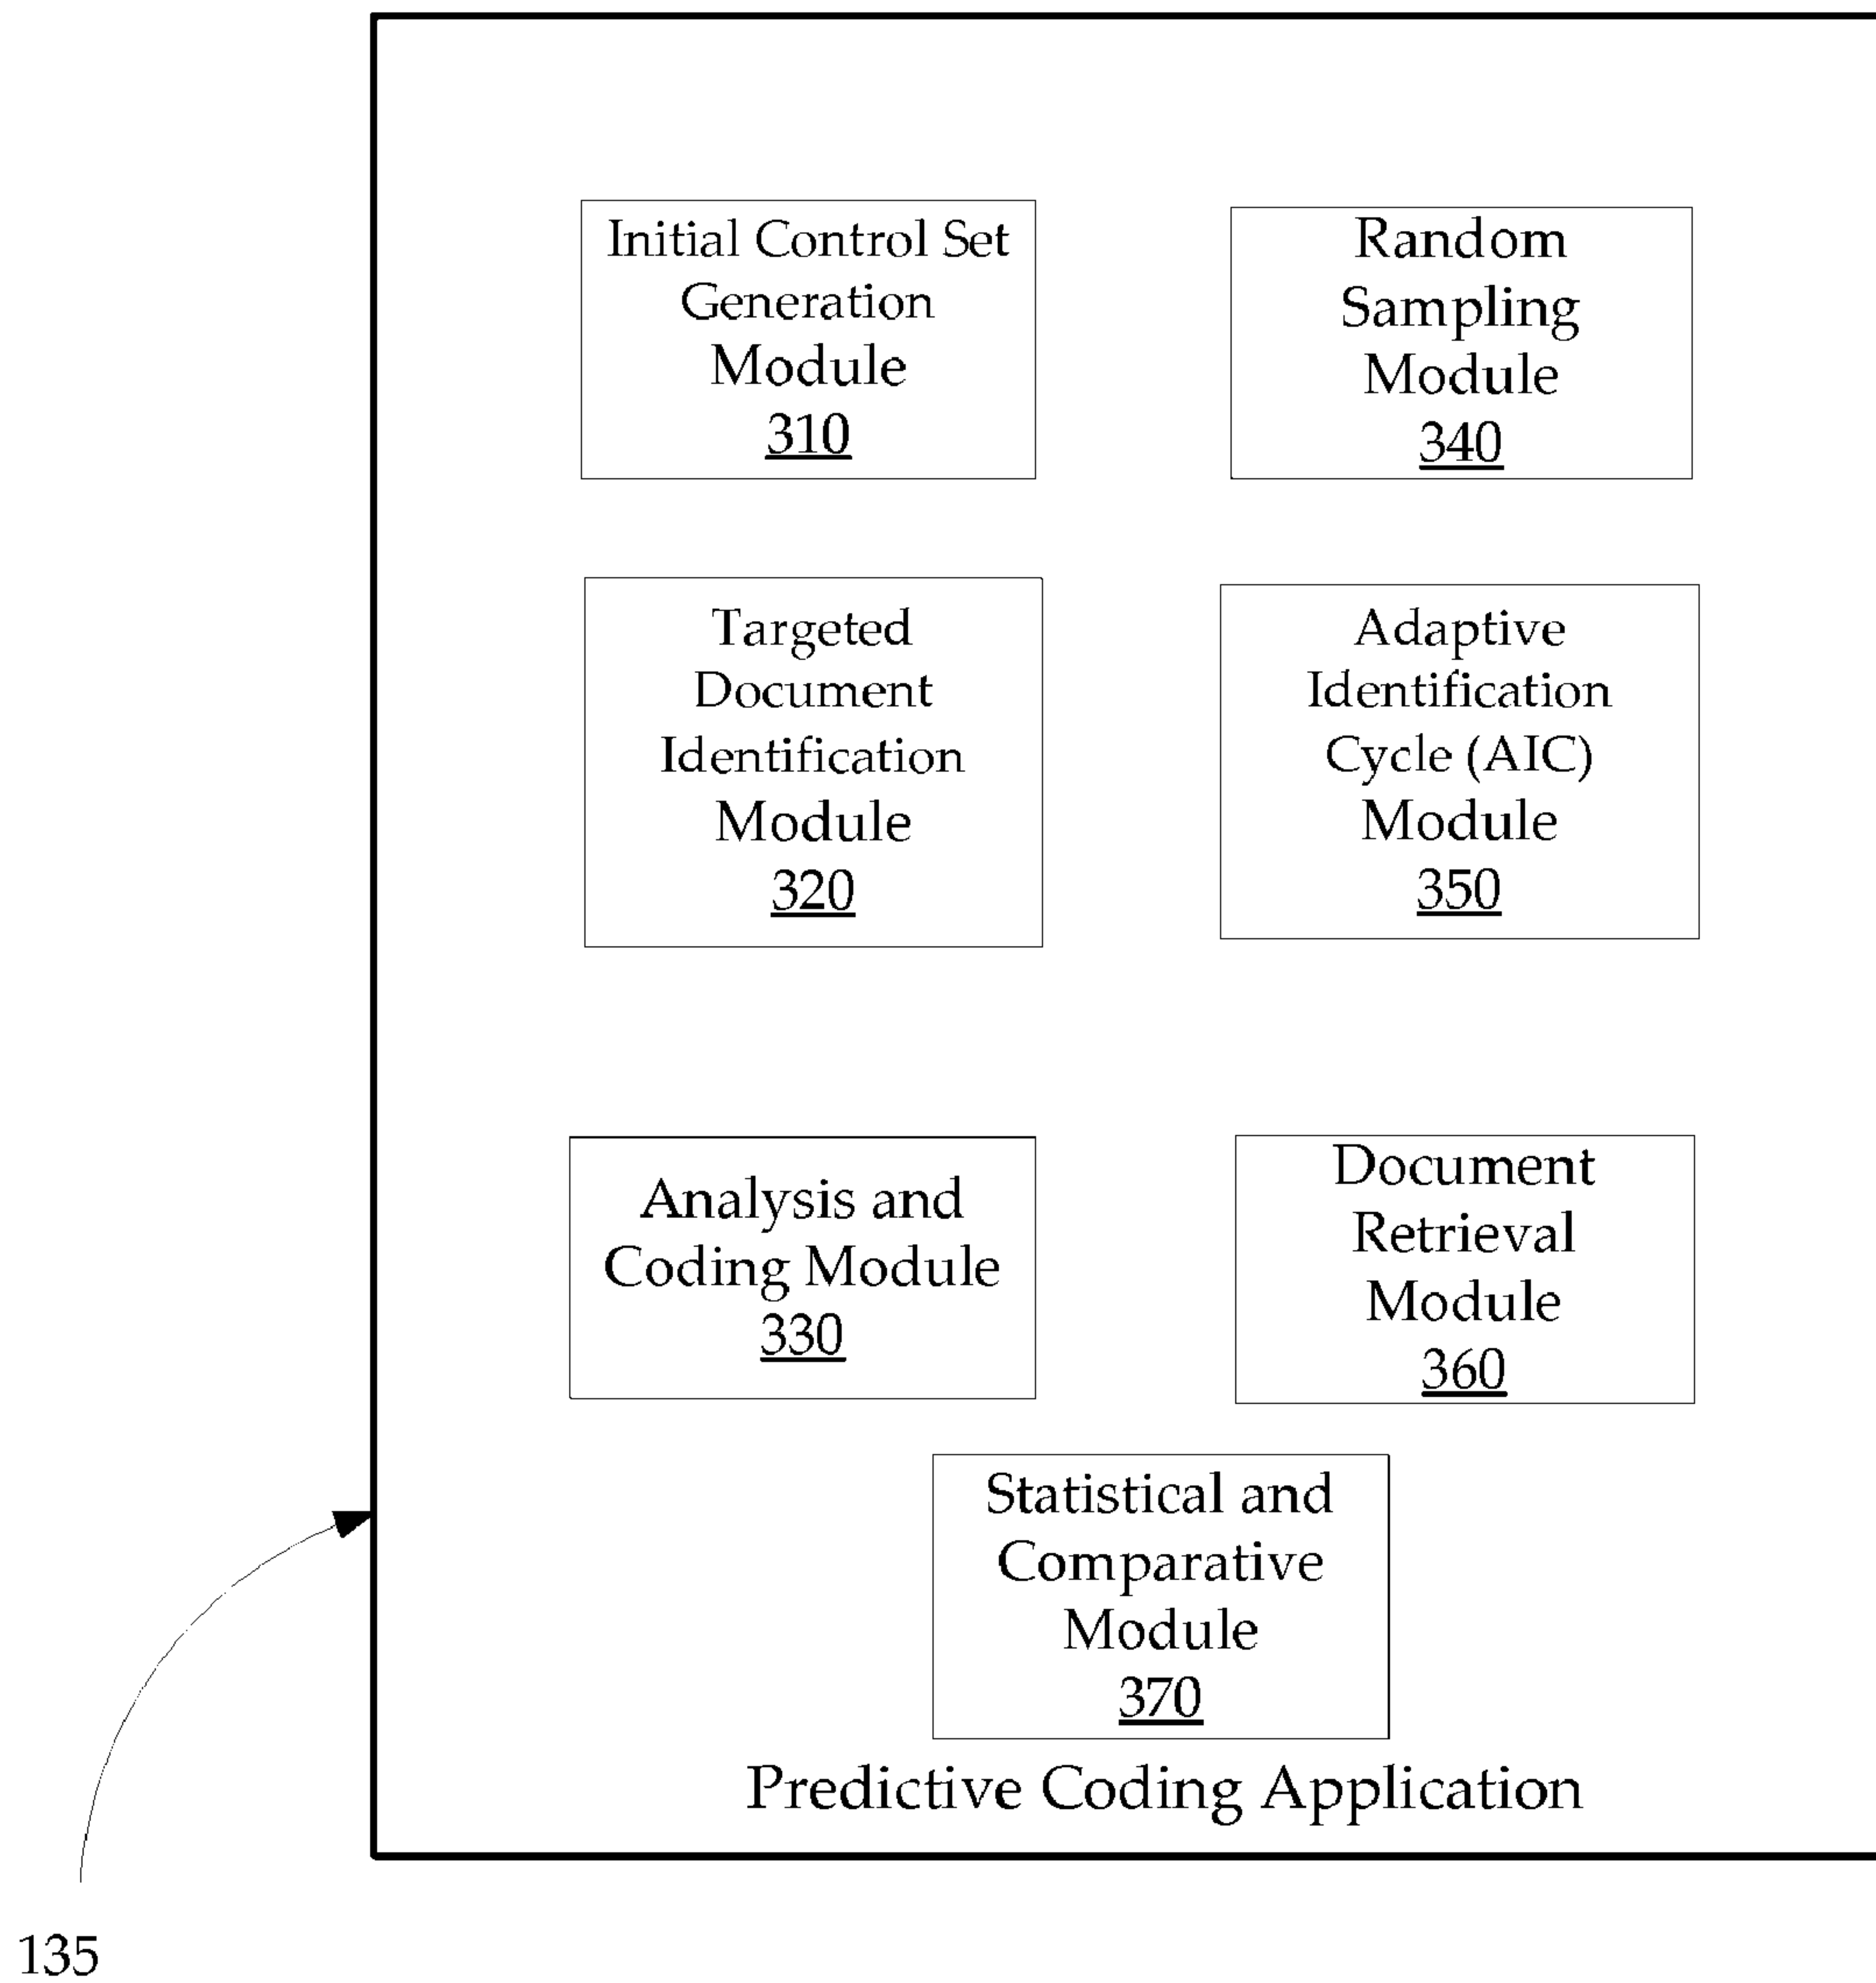 Initial Control Set
Generation
Module
310
Random
Sampling
Module
340
Targeted
Document
Identification
Module
320
Adaptive
Identification
Cycle (AIC)
Module
350
Analysis and
Coding Module
330
Document
Retrieval
Module
360
Statistical and
Comparative
Module
370
Predictive Coding Application
135